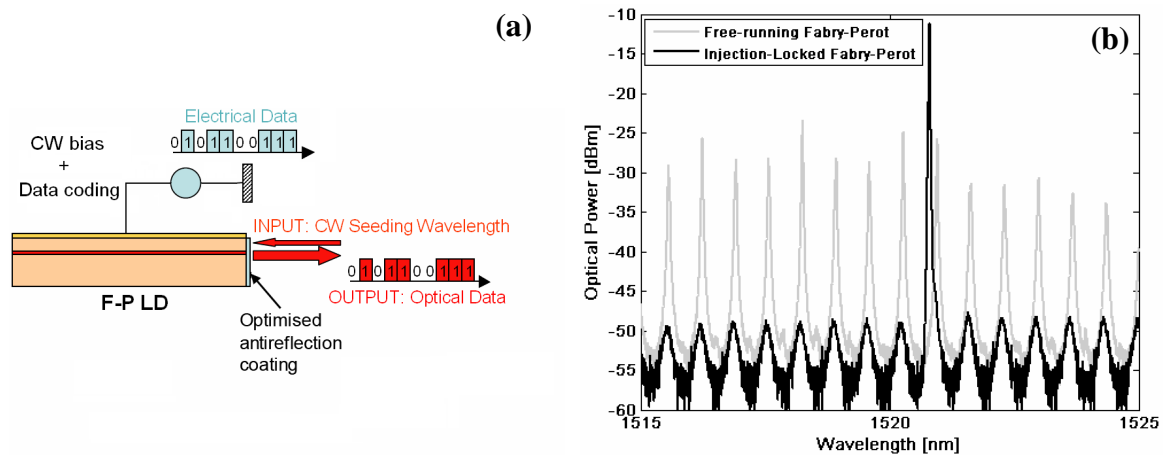 (a)
Electrical Data
0 1 0 1 1 0 0 1 1 1
CW bias
+
Data coding
INPUT: CW Seeding Wavelength
0 1 0 1 1 0 0 1 1 1
OUTPUT: Optical Data
F-P LD
Optimised
antireflection
coating
(b)
Free-running Fabry-Perot
Injection-Locked Fabry-Perot
Optical Power [dBm]
-10
-15
-20
-25
-30
-35
-40
-45
-50
-55
-60
1515
1520
1525
Wavelength [nm]